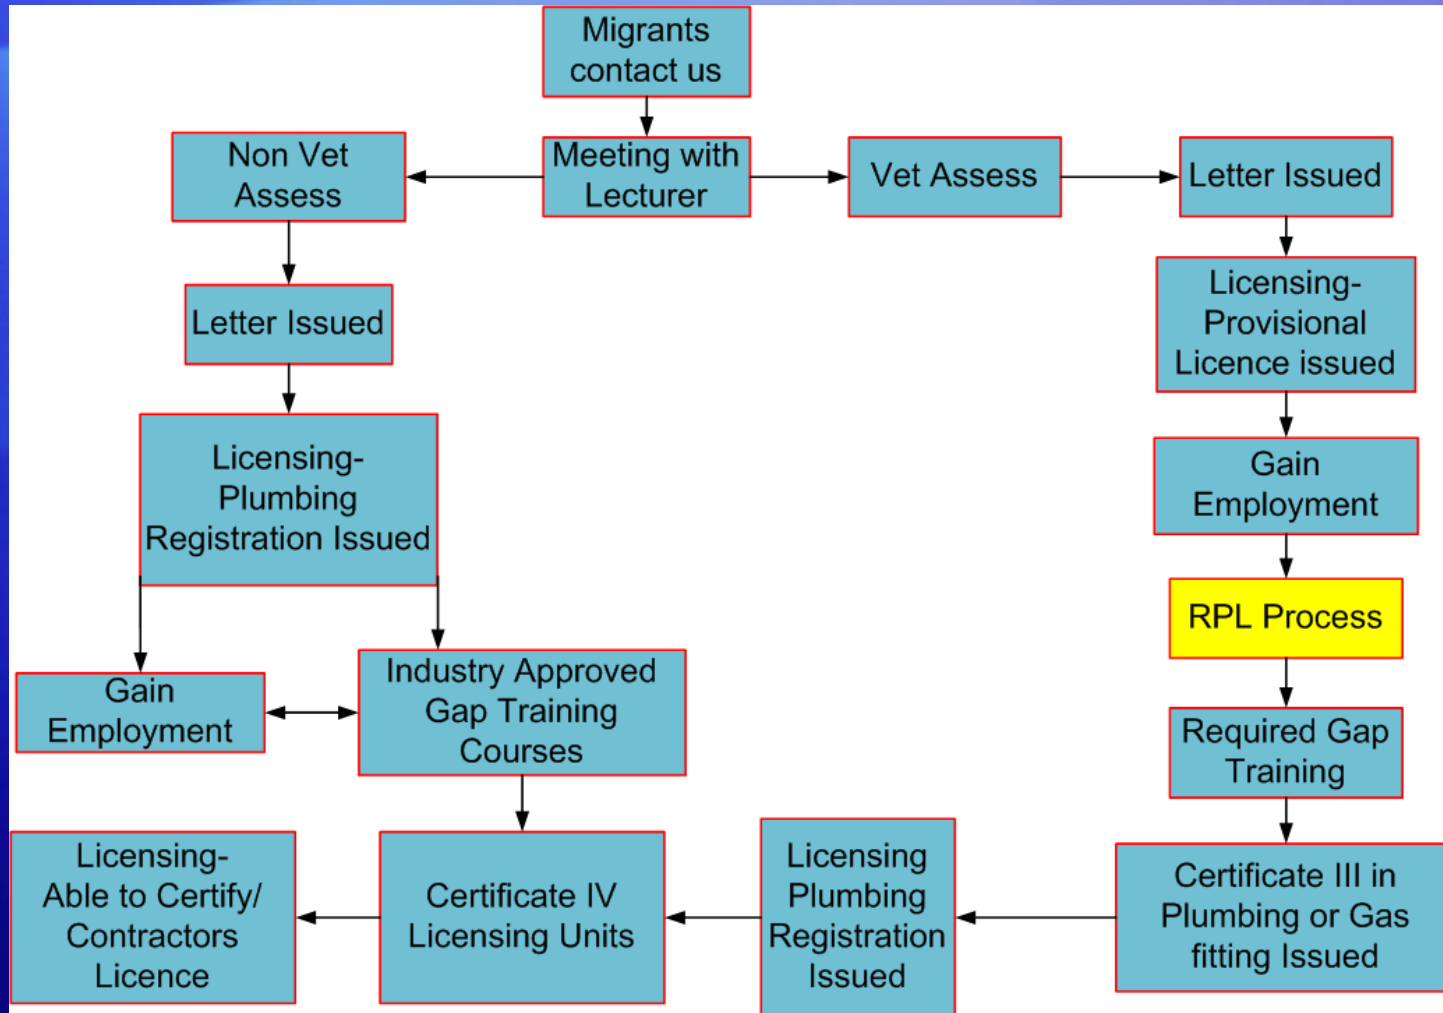 Migrants
contact us
Non Vet
Assess
Meeting with
Lecturer
Vet Assess
Letter Issued
Letter Issued
Licensing-
Provisional
Licence issued
Licensing-
Plumbing
Registration Issued
Gain
Employment
RPL Process
Gain
Employment
Industry Approved
Gap Training
Courses
Required Gap
Training
Licensing-
Able to Certify/
Contractors
Licence
Certificate IV
Licensing Units
Licensing
Plumbing
Registration
Issued
Certificate III in
Plumbing or Gas
fitting Issued